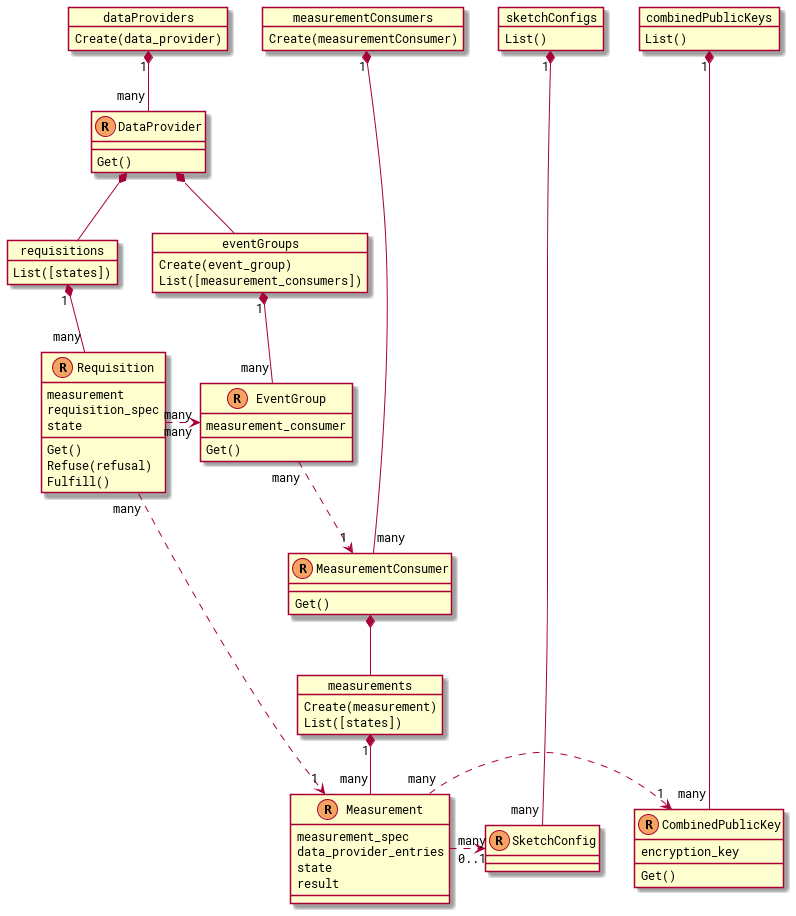 dataProviders
Create(data_provider)
measurementConsumers
Create(measurementConsumer)
sketchConfigs
List()
combinedPublicKeys
List()
1
1
1
1
many
R DataProvider
Get()
requisitions
List([states])
eventGroups
Create(event_group)
List([measurement_consumers])
1
1
many
many
R Requisition
measurement
requisition_spec
state
Get()
Refuse(refusal)
Fulfill()
many
many
R EventGroup
measurement_consumer
Get()
many
many
1
many
R MeasurementConsumer
Get()
measurements
Create(measurement)
List([states])
1
1
many
many
1
many
many
R Measurement
measurement_spec
data_provider_entries
state
result
many
0..1
R SketchConfig
R CombinedPublicKey
encryption_key
Get()